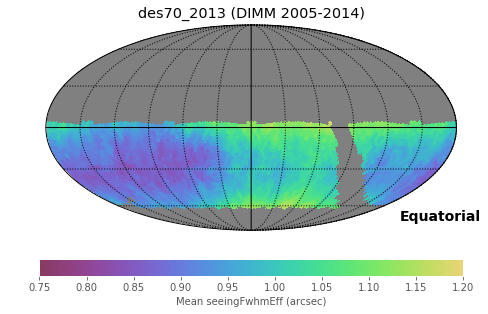 des70_2013 (DIMM 2005-2014)
Equatorial
0.75 0.80 0.85 0.90 0.95 1.00 1.05 1.10 1.15 1.20
Mean seeingFwhmEff (arcsec)